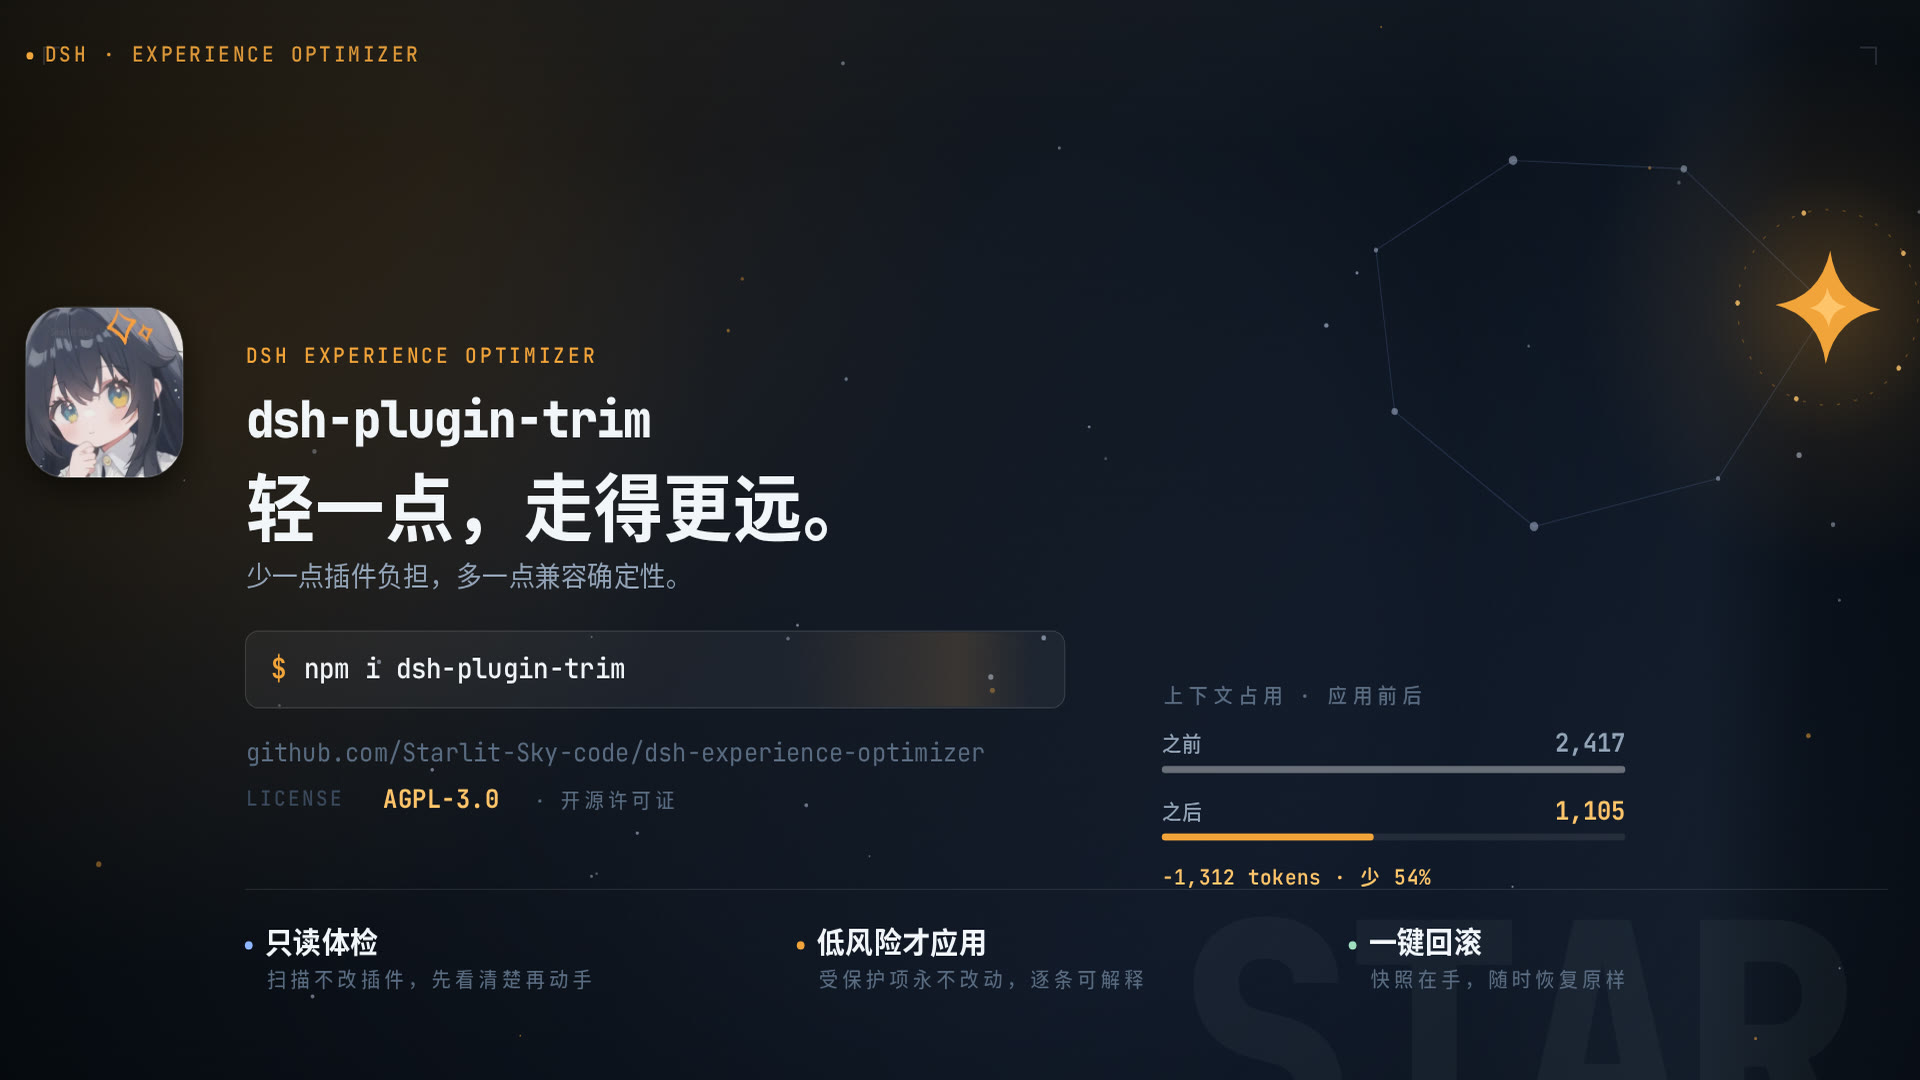 DSH · EXPERIENCE OPTIMIZER
DSH EXPERIENCE OPTIMIZER
dsh-plugin-trim
轻一点，走得更远。
少一点插件负担，多一点兼容确定性。
$ npm i dsh-plugin-trim
github.com/Starlit-Sky-code/dsh-experience-optimizer
LICENSE AGPL-3.0 · 开源许可证
上下文占用 · 应用前后
之前 2,417
之后 1,105
-1,312 tokens · 少 54%
只读体检
扫描不改插件，先看清楚再动手
低风险才应用
受保护项永不改动，逐条可解释
一键回滚
快照在手，随时恢复原样
STAR